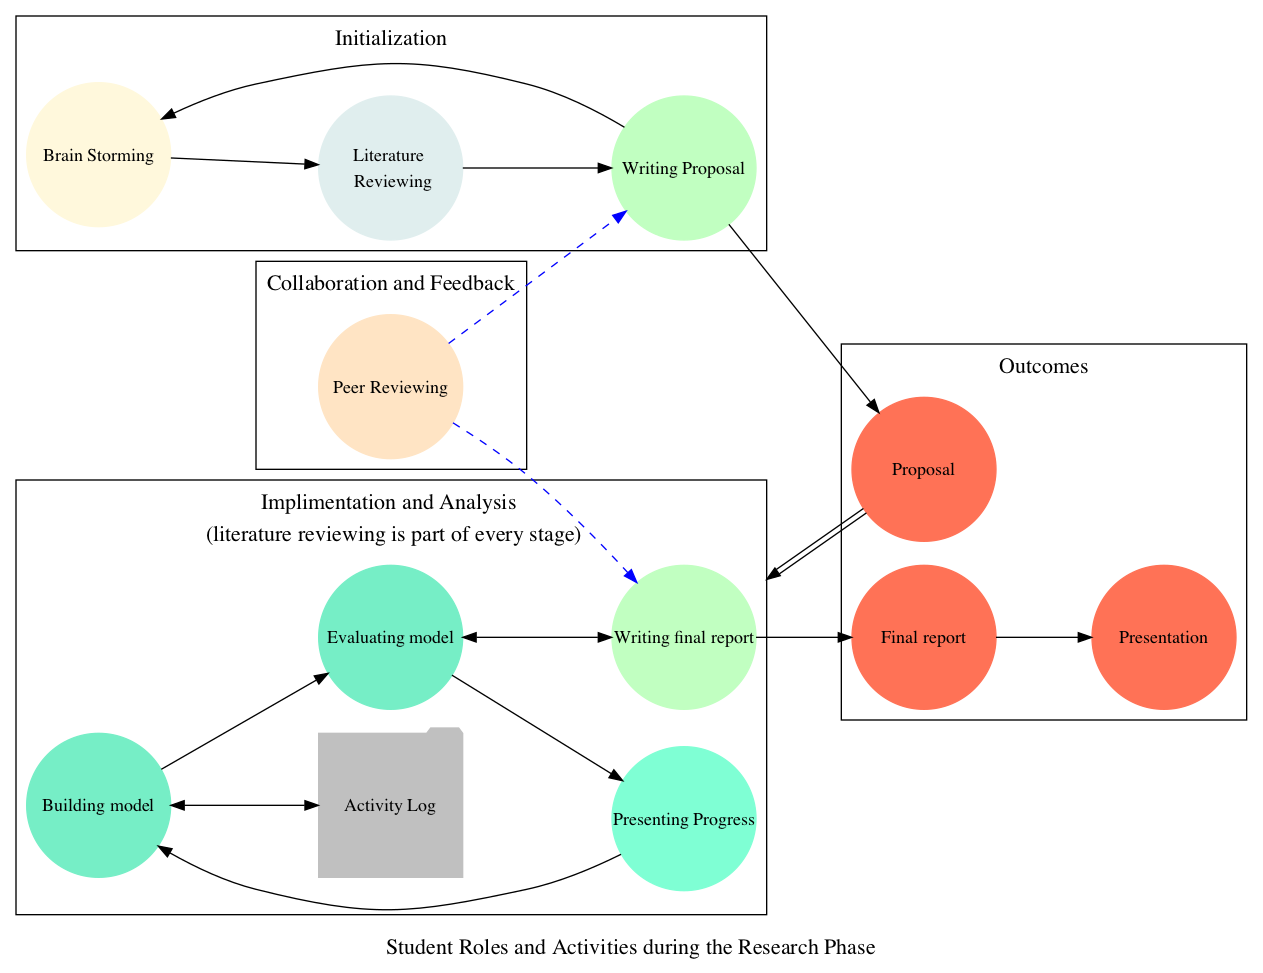 Initialization
Brain Storming
Literature
Reviewing
Writing Proposal
Collaboration and Feedback
Peer Reviewing
Outcomes
Proposal
Implimentation and Analysis
(literature reviewing is part of every stage)
Evaluating model
Writing final report
Final report
Presentation
Building model
Activity Log
Presenting Progress
Student Roles and Activities during the Research Phase